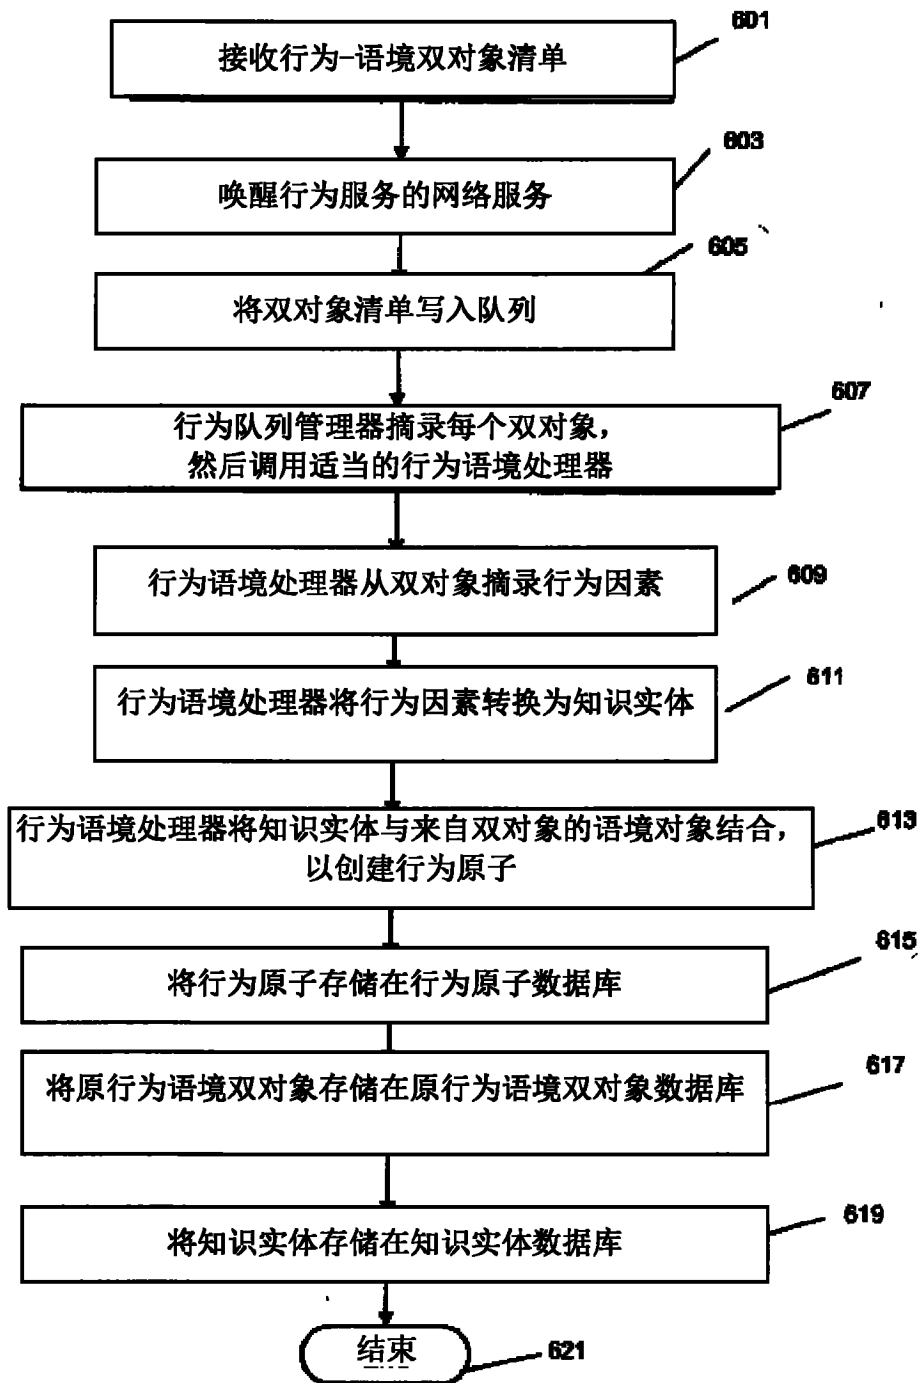 601
接收行为-语境双对象清单
603
唤醒行为服务的网络服务
605
将双对象清单写入队列
607
行为队列管理器摘录每个双对象，
然后调用适当的行为语境处理器
行为语境处理器从双对象摘录行为因素
609
行为语境处理器将行为因素转换为知识实体
611
行为语境处理器将知识实体与来自双对象的语境对象结合，
以创建行为原子
613
615
将行为原子存储在行为原子数据库
617
将原行为语境双对象存储在原行为语境双对象数据库
619
将知识实体存储在知识实体数据库
结束
621